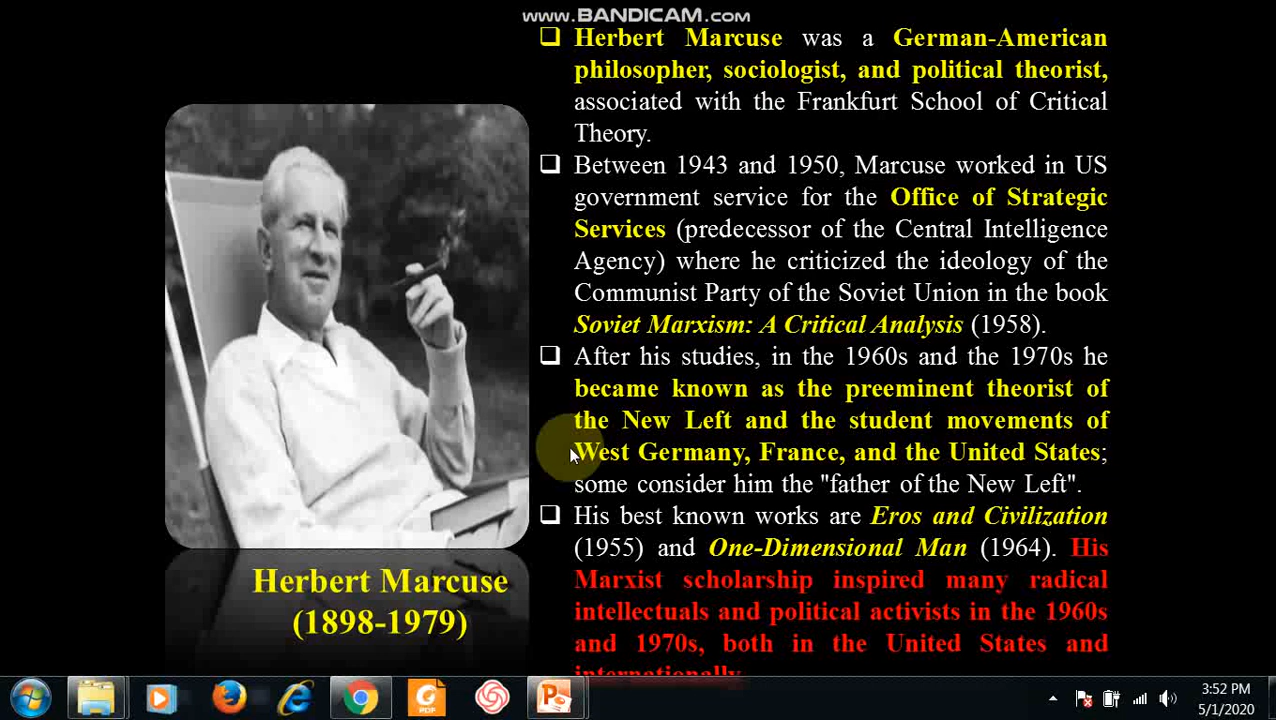 www.BANDICAM.com
Herbert Marcuse was a German-American
philosopher, sociologist, and political theorist,
associated with the Frankfurt School of Critical
Theory.
Between 1943 and 1950, Marcuse worked in US
government service for the Office of Strategic
Services (predecessor of the Central Intelligence
Agency) where he criticized the ideology of the
Communist Party of the Soviet Union in the book
Soviet Marxism: A Critical Analysis (1958).
After his studies, in the 1960s and the 1970s he
became known as the preeminent theorist of
the New Left and the student movements of
West Germany, France, and the United States;
some consider him the "father of the New Left".
His best known works are Eros and Civilization
(1955) and One-Dimensional Man (1964). His
Marxist scholarship inspired many radical
intellectuals and political activists in the 1960s
and 1970s, both in the United States and
internationally.
Herbert Marcuse
(1898-1979)
3:52 PM
5/1/2020